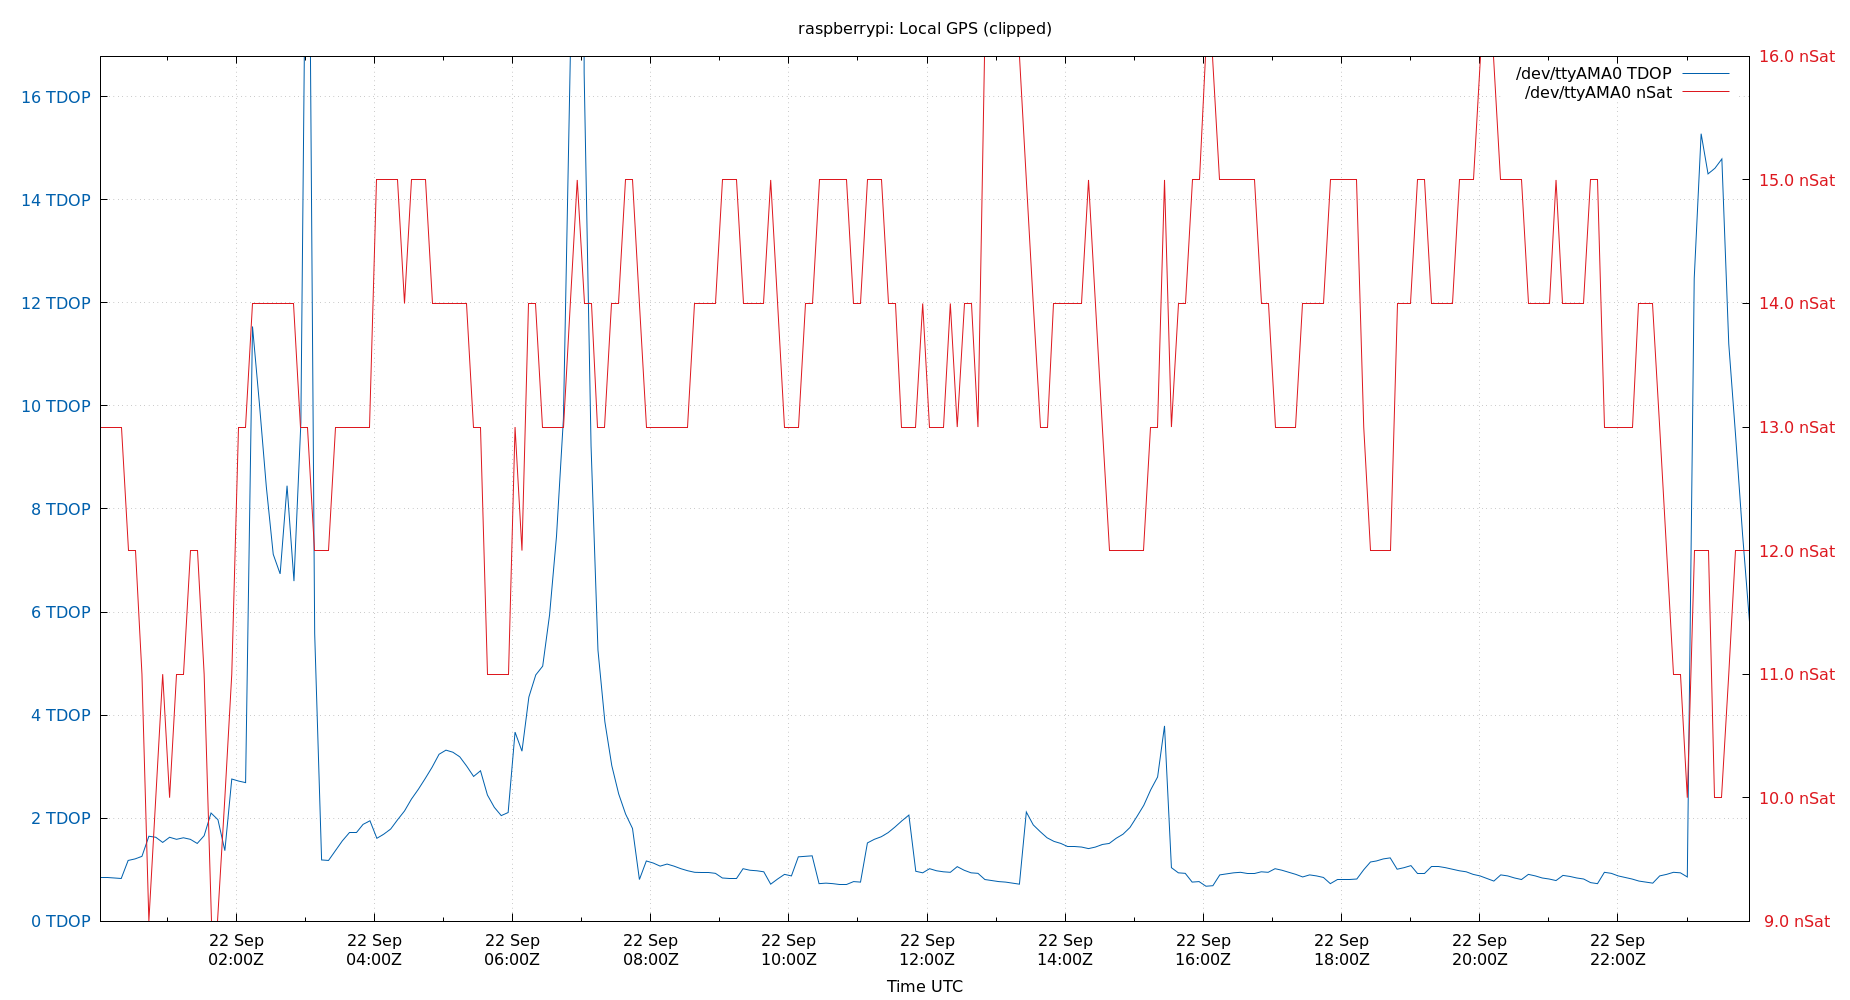 raspberrypi: Local GPS (clipped)
/dev/ttyAMA0 TDOP
/dev/ttyAMA0 nSat
16 TDOP
14 TDOP
12 TDOP
10 TDOP
8 TDOP
6 TDOP
4 TDOP
2 TDOP
0 TDOP
16.0 nSat
15.0 nSat
14.0 nSat
13.0 nSat
12.0 nSat
11.0 nSat
10.0 nSat
9.0 nSat
22 Sep
02:00Z
22 Sep
04:00Z
22 Sep
06:00Z
22 Sep
08:00Z
22 Sep
10:00Z
22 Sep
12:00Z
22 Sep
14:00Z
22 Sep
16:00Z
22 Sep
18:00Z
22 Sep
20:00Z
22 Sep
22:00Z
Time UTC